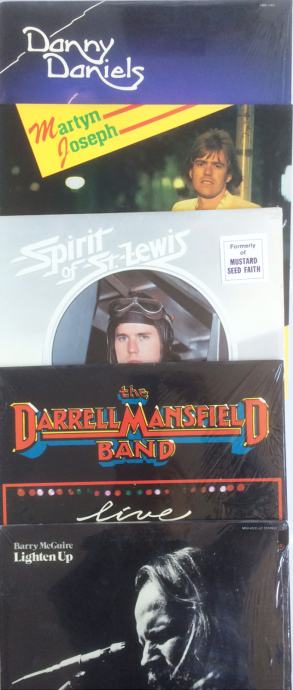 Danny
Daniels
Martyn
Joseph
Spirit
of St. Lewis
Formerly
of
MUSTARD
SEED FAITH
the
DARRELL MANSFIELD
BAND
live
Barry McGuire
Lighten Up